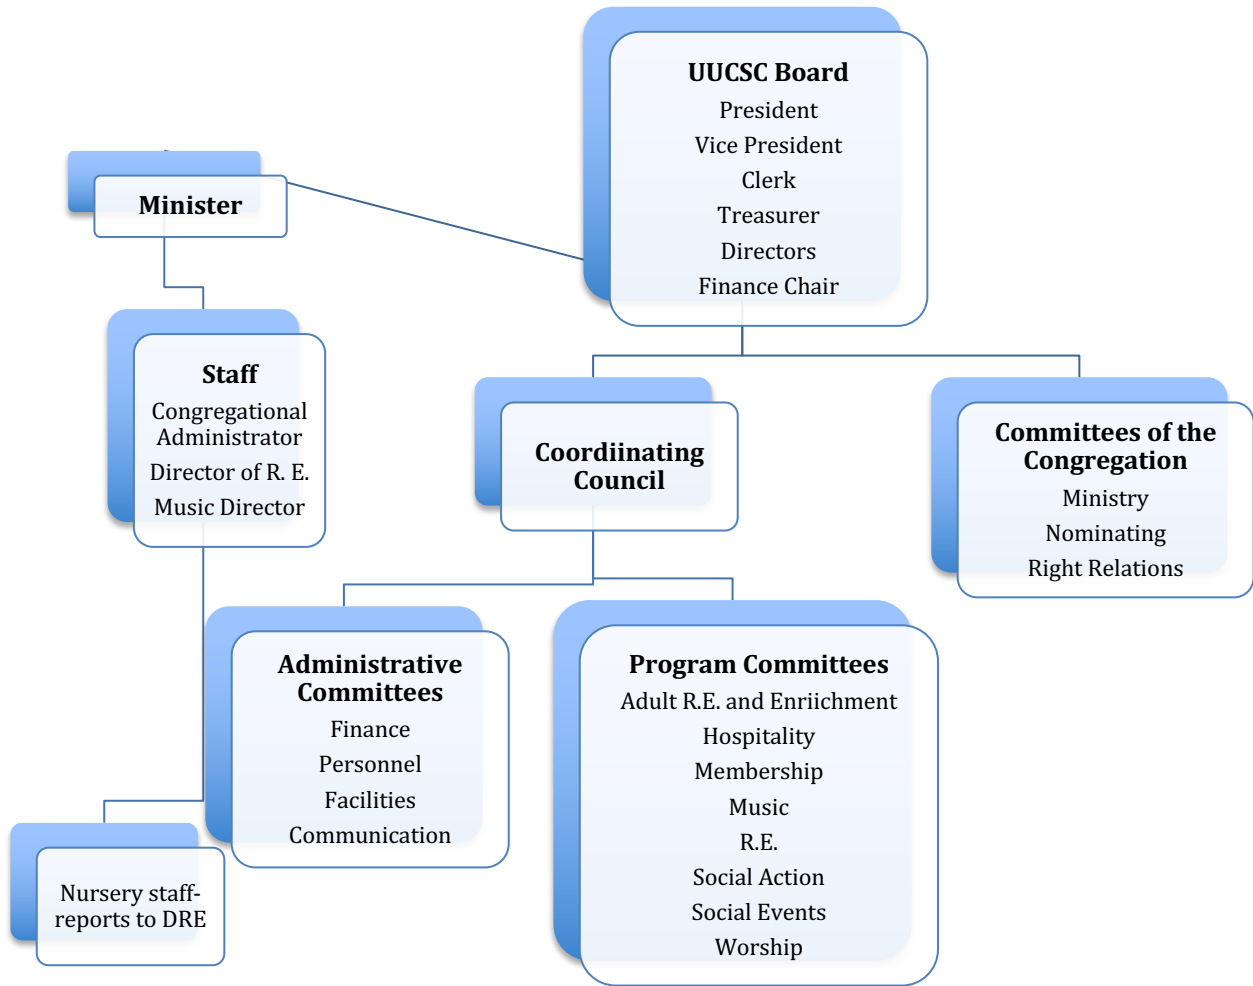 UUCSC Board
President
Vice President
Clerk
Treasurer
Directors
Finance Chair
Minister
Staff
Congregational
Administrator
Director of R. E.
Music Director
Coordiinating
Council
Committees of the
Congregation
Ministry
Nominating
Right Relations
Administrative
Committees
Finance
Personnel
Facilities
Communication
Program Committees
Adult R.E. and Enriichment
Hospitality
Membership
Music
R.E.
Social Action
Social Events
Worship
Nursery staff-
reports to DRE